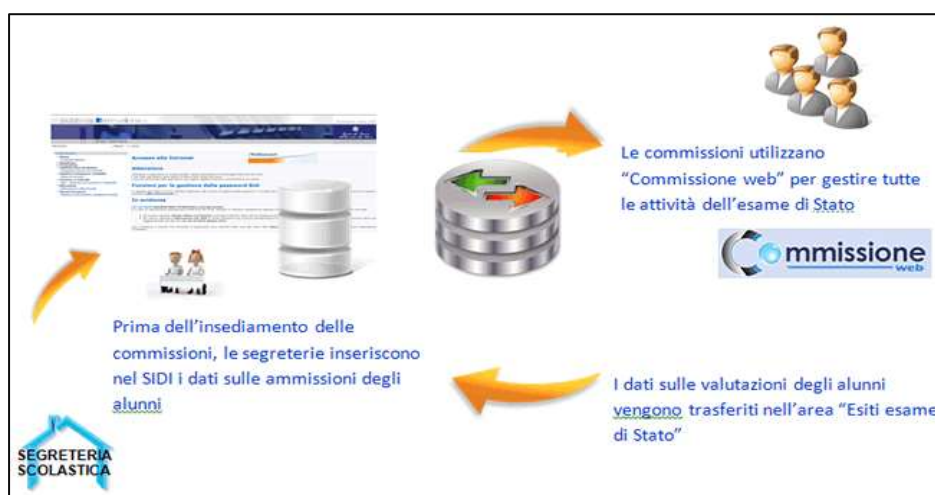 Le commissioni utilizzano
“Commissione web” per gestire tutte
le attività dell’esame di Stato
Commissione
web
Prima dell’insediamento delle
commissioni, le segreterie inseriscono
nel SIDI i dati sulle ammissioni degli
alunni
I dati sulle valutazioni degli alunni
vengono trasferiti nell’area “Esiti esame
di Stato”
SEGRETERIA
SCOLASTICA